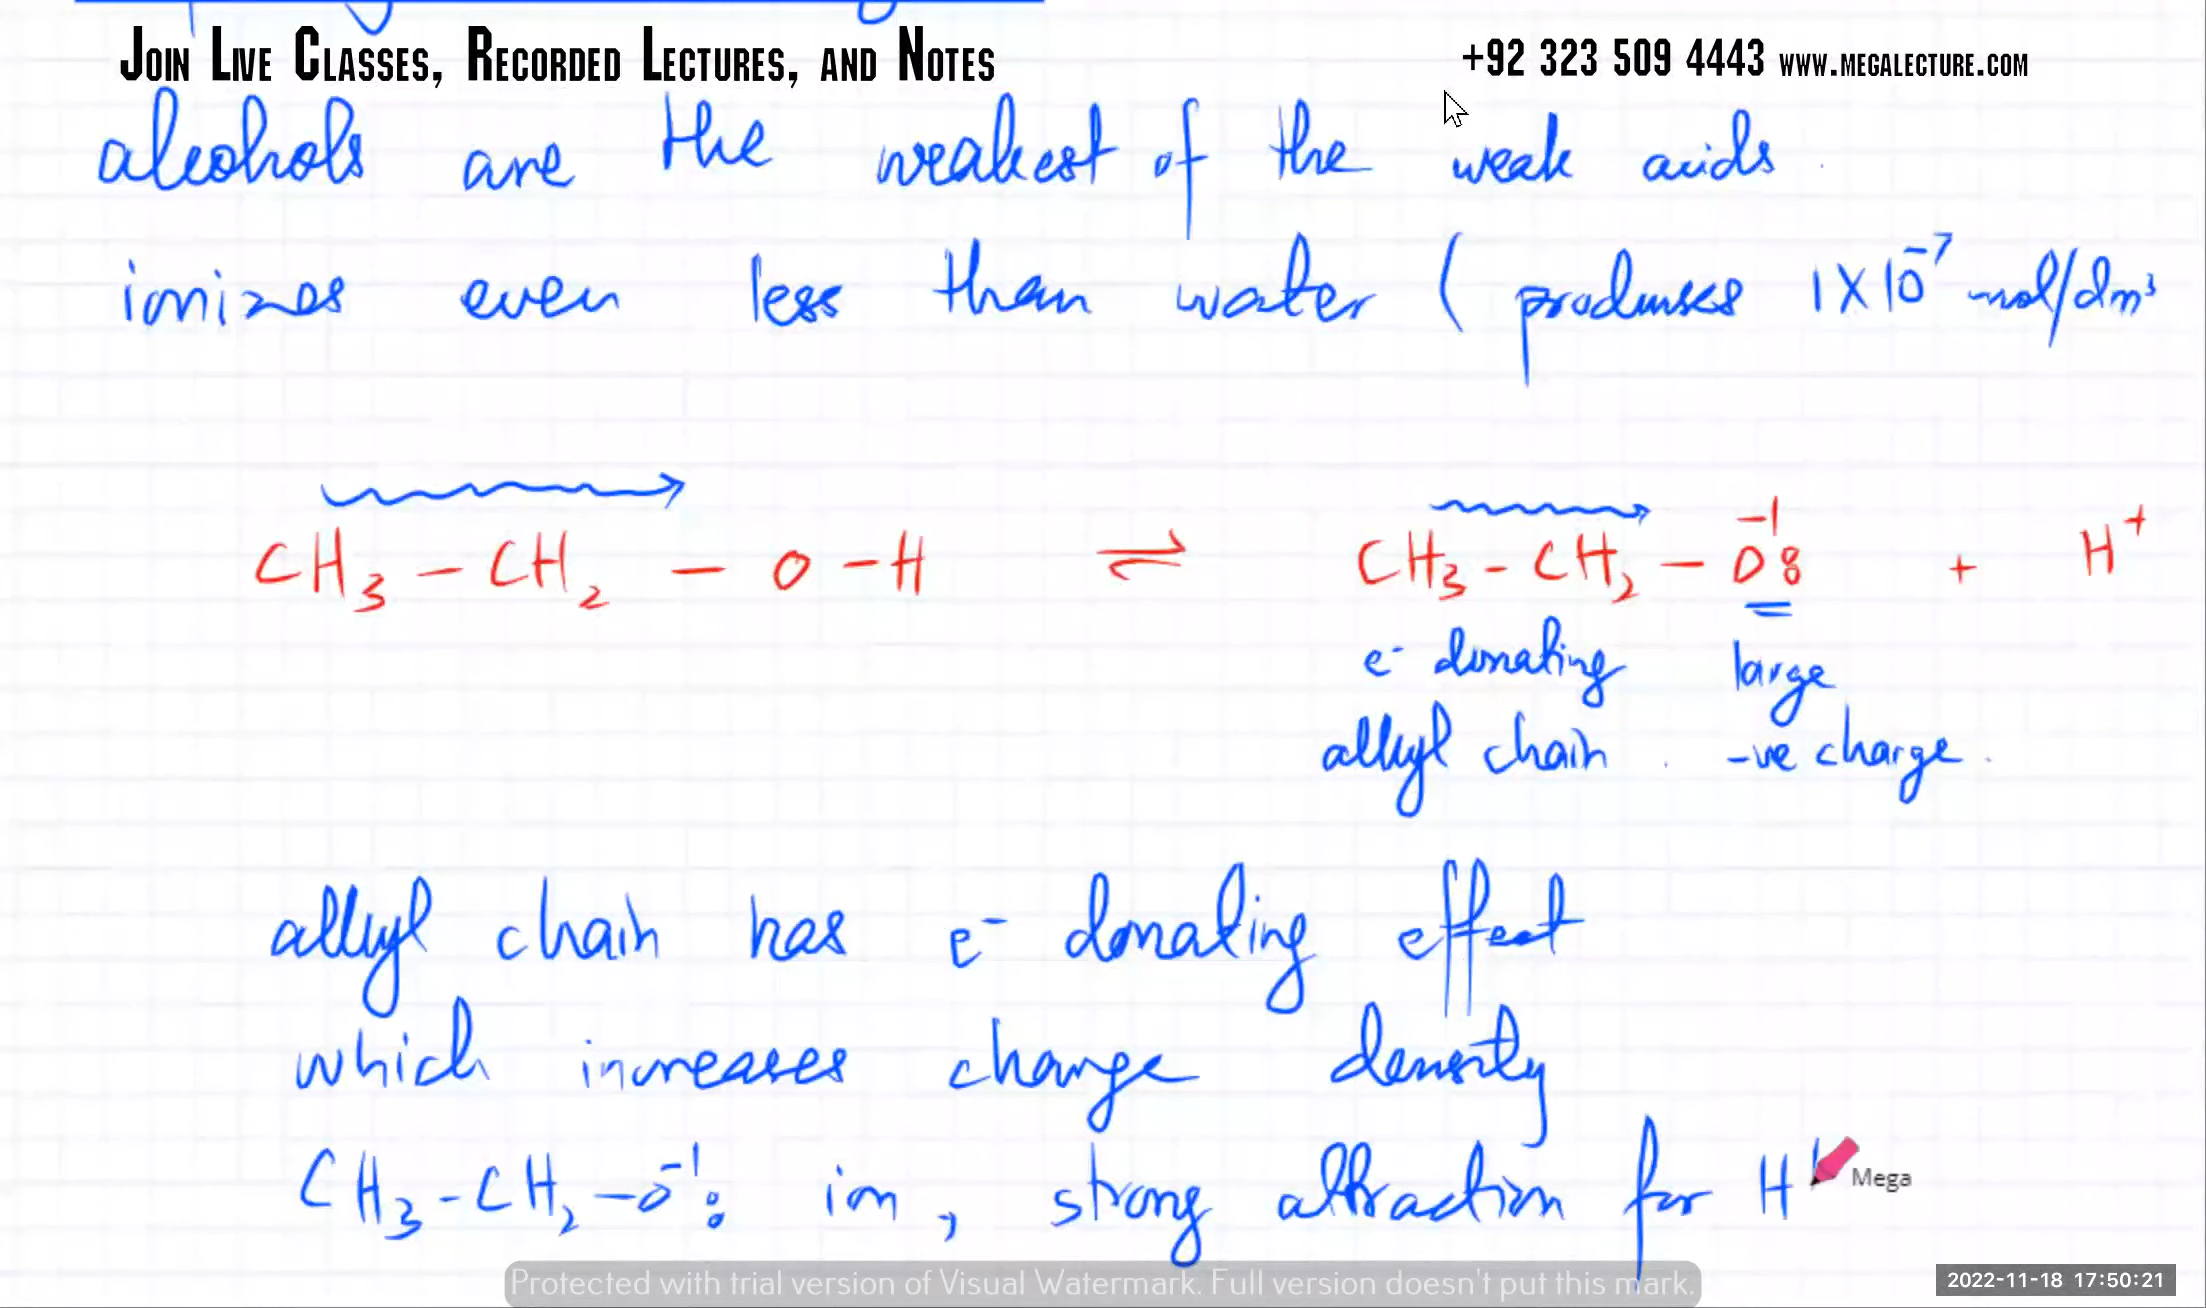 JOIN LIVE CLASSES, RECORDED LECTURES, AND NOTES +92 323 509 4443 WWW.MEGALECTURE.COM
alcohols are the weakest of the weak acids.
ionizes even less than water ( produces 1X10⁻⁷ mol/dm³
CH₃ – CH₂ – O – H ⇌ CH₃ – CH₂ – O⁻¹: + H⁺
e⁻ donating large
alkyl chain. -ve charge.
alkyl chain has e⁻ donating effect
which increases charge density
CH₃-CH₂-O⁻¹: ion, strong attraction for H
Mega
Protected with trial version of Visual Watermark. Full version doesn't put this mark.
2022-11-18 17:50:21